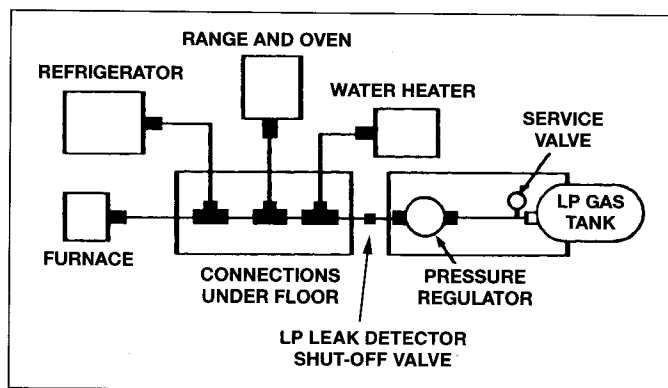 RANGE AND OVEN
REFRIGERATOR
WATER HEATER
SERVICE
VALVE
LP GAS
TANK
FURNACE
CONNECTIONS
UNDER FLOOR
PRESSURE
REGULATOR
LP LEAK DETECTOR
SHUT-OFF VALVE